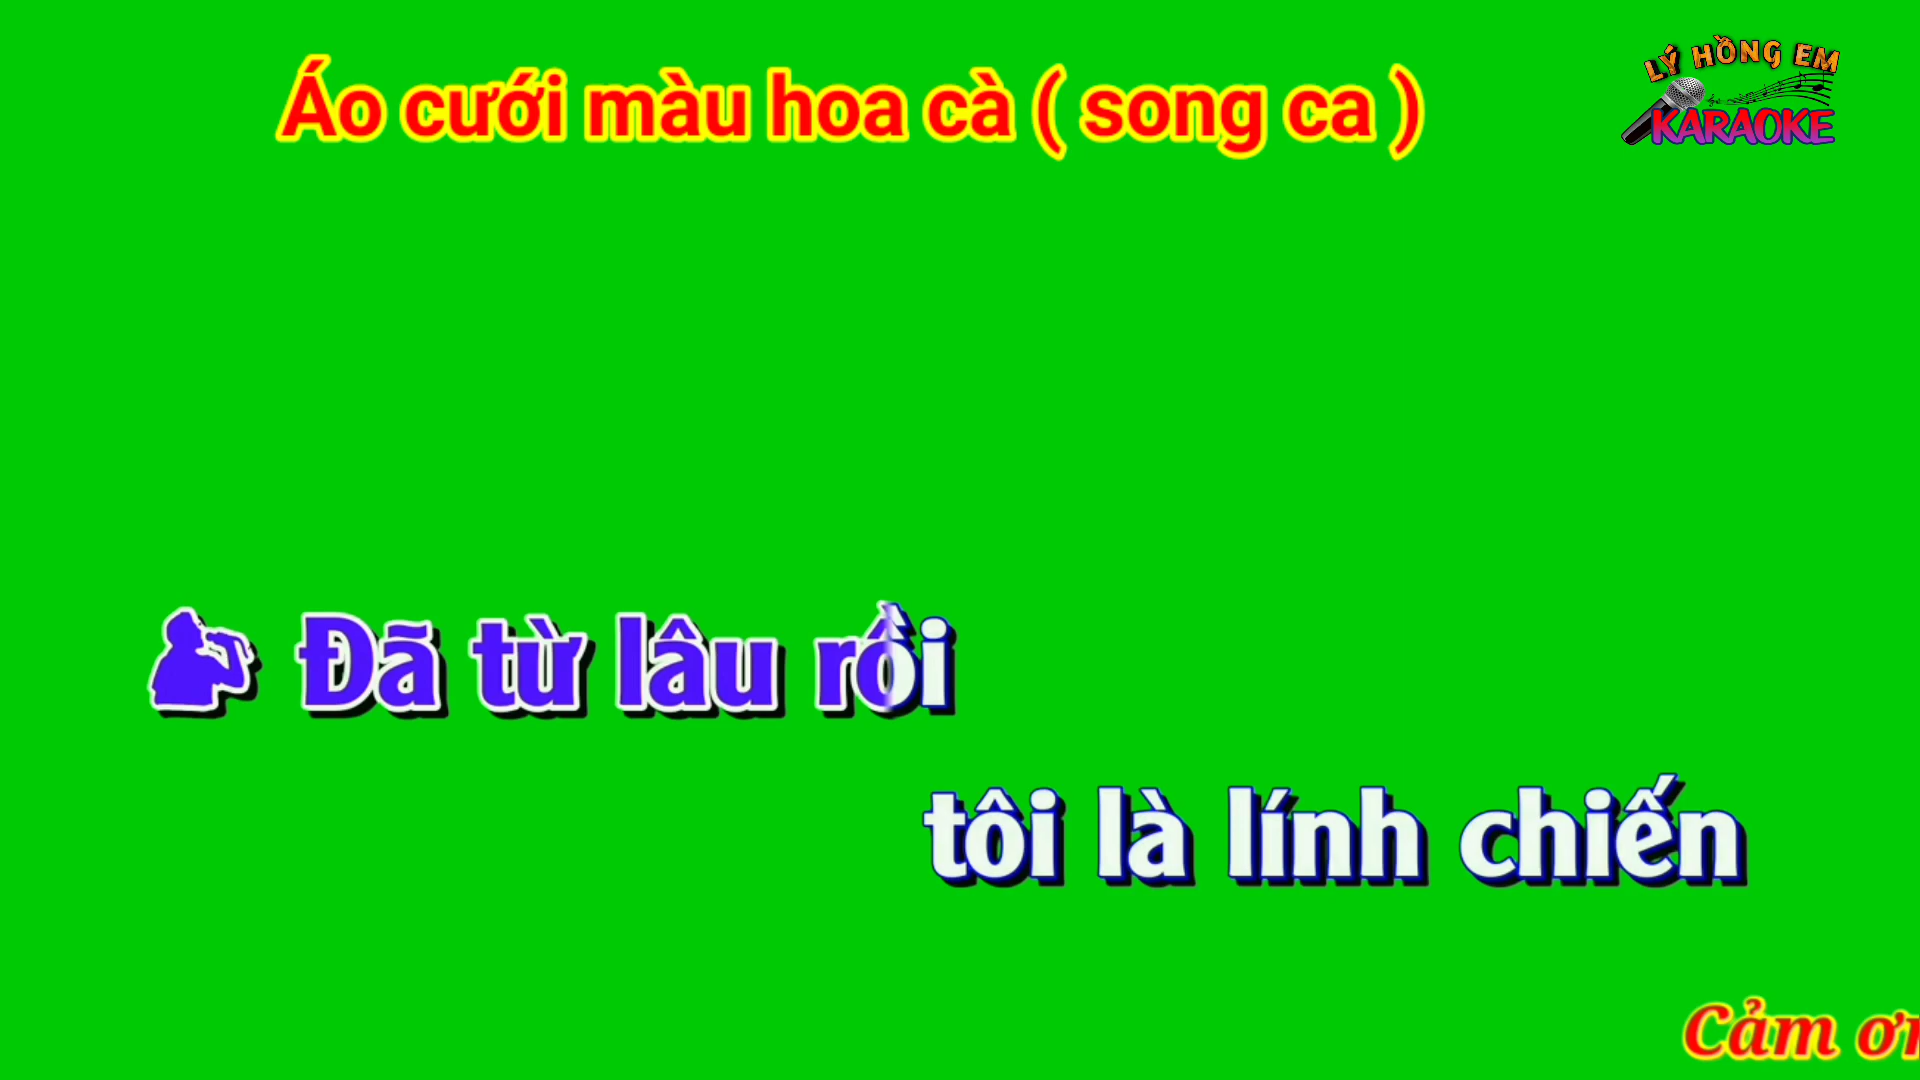 Áo cưới màu hoa cà ( song ca )
LÝ HỒNG EM
KARAOKE
Đã từ lâu rồi
tôi là lính chiến
Cảm ơn